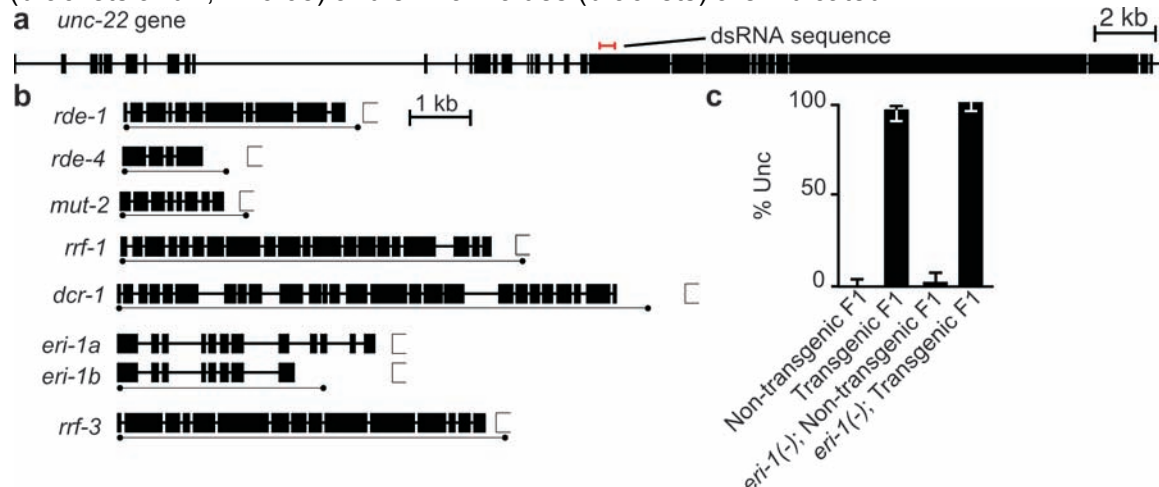 a unc-22 gene
2 kb
dsRNA sequence
b
1 kb
rde-1
rde-4
mut-2
rrf-1
dcr-1
eri-1a
eri-1b
rrf-3
c
100
50
0
% Unc
Non-transgenic F1
Transgenic F1
eri-1(-); Non-transgenic F1
eri-1(-); Transgenic F1